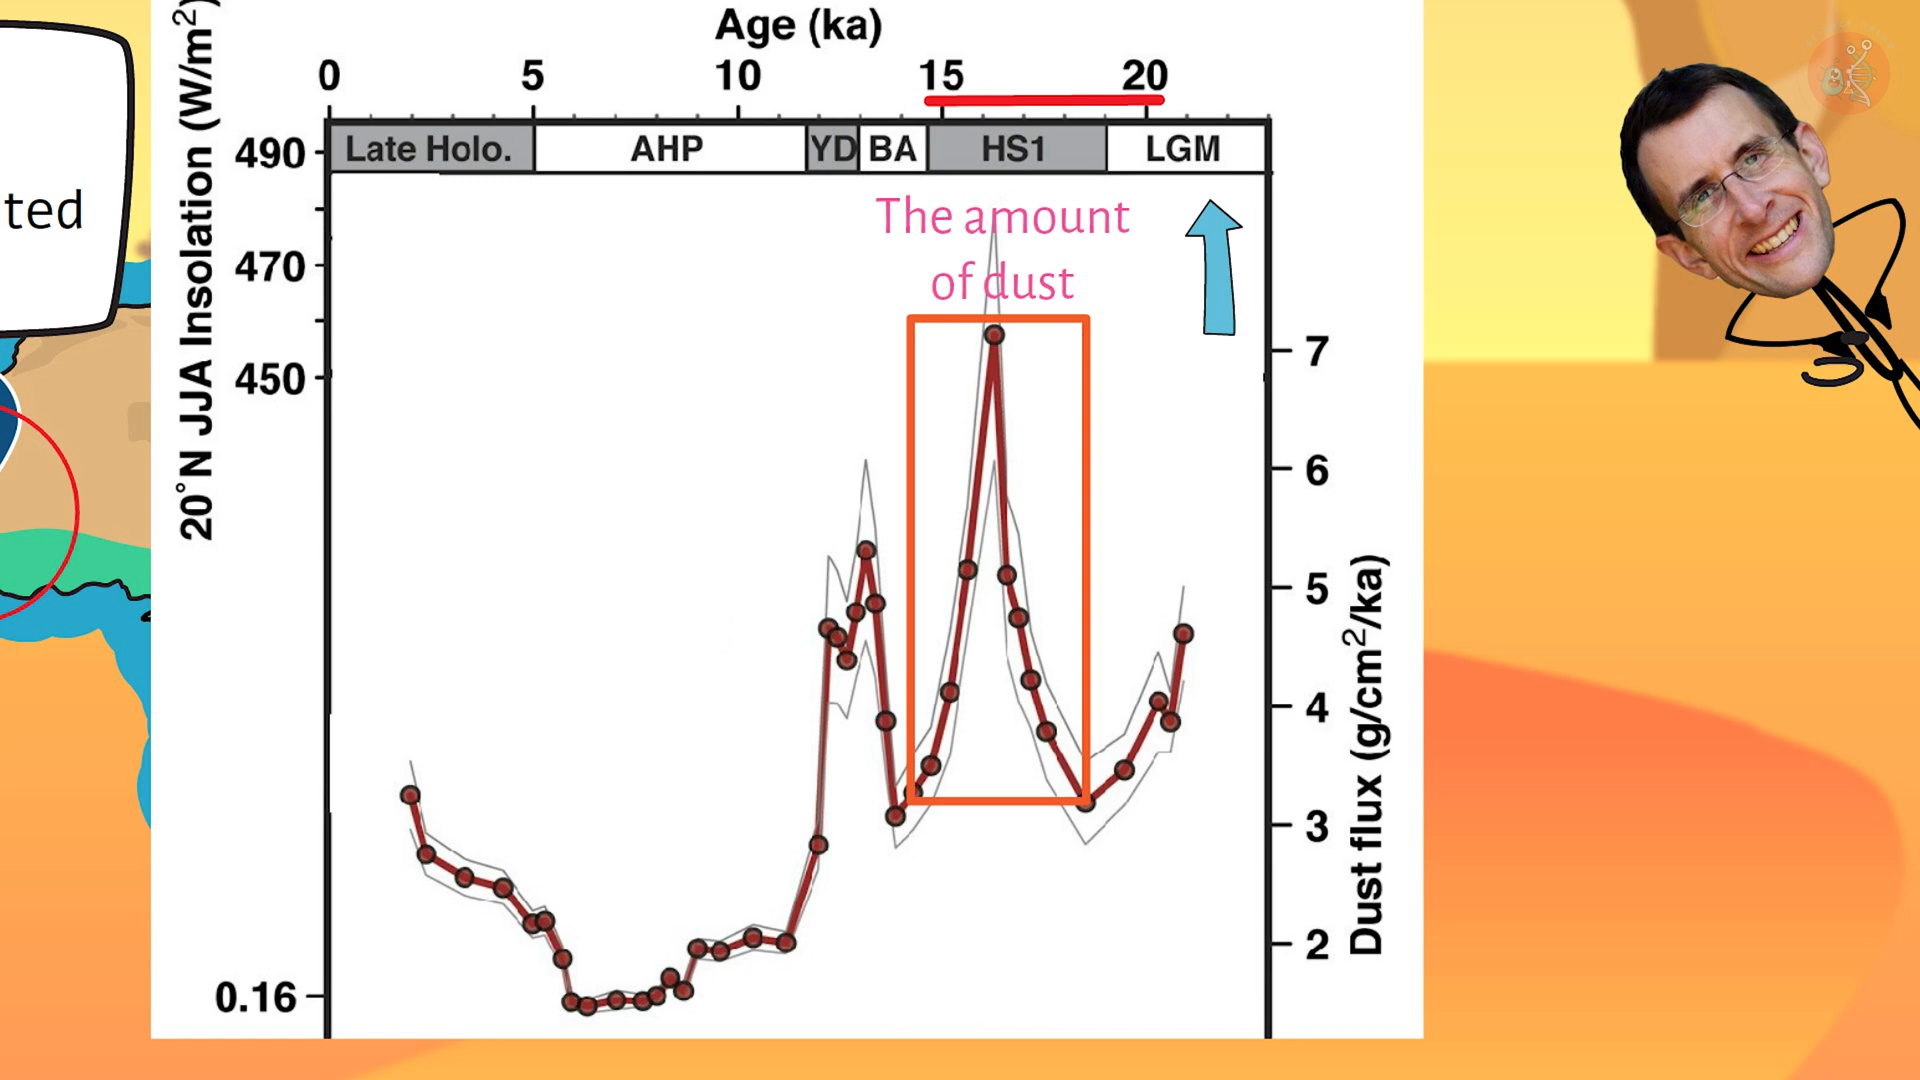 ted
Age (ka)
0 5 10 15 20
20°N JJA Insolation (W/m²)
490
470
450
0.16
Late Holo. AHP YD BA HS1 LGM
The amount
of dust
7
6
5
4
3
2
Dust flux (g/cm²/ka)